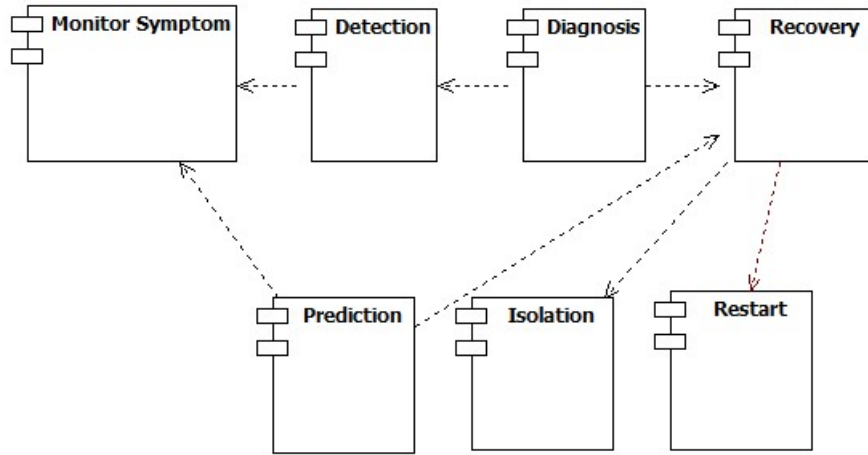 Monitor Symptom
Detection
Diagnosis
Recovery
Prediction
Isolation
Restart